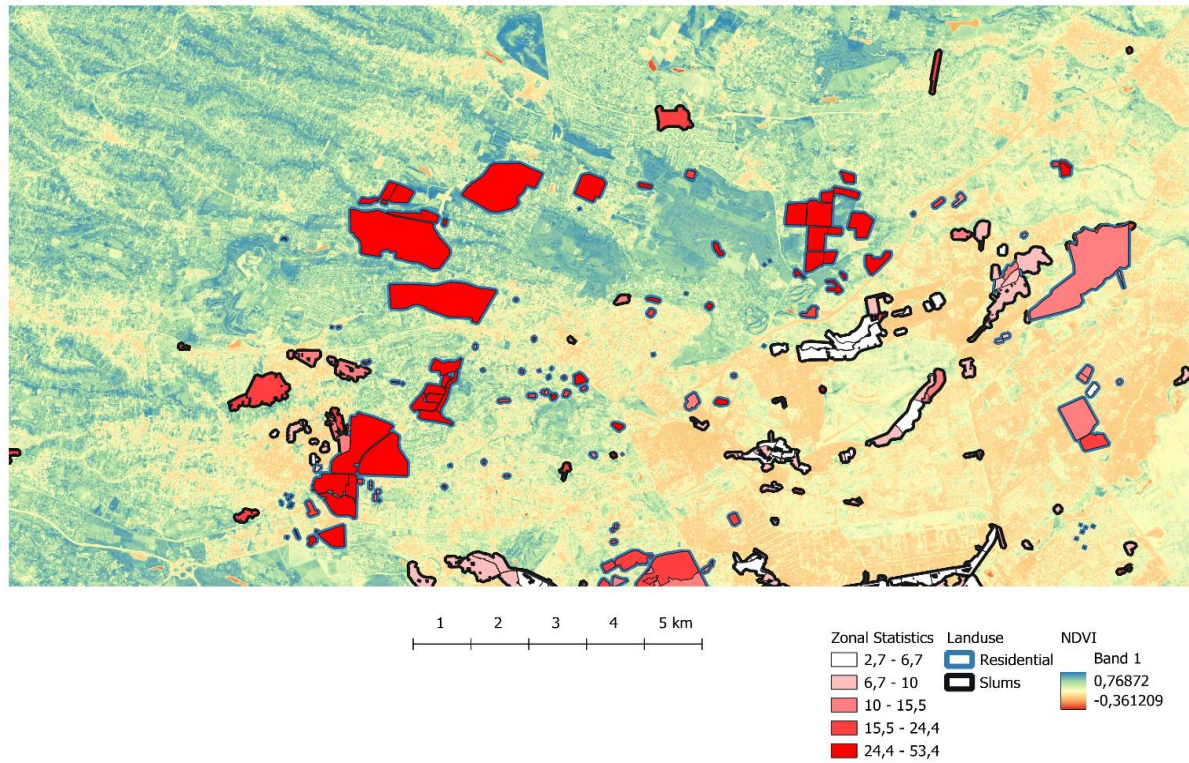 1 2 3 4 5 km
Zonal Statistics Landuse NDVI
2,7 - 6,7 Residential Band 1
6,7 - 10 Slums 0,76872
10 - 15,5 -0,361209
15,5 - 24,4
24,4 - 53,4